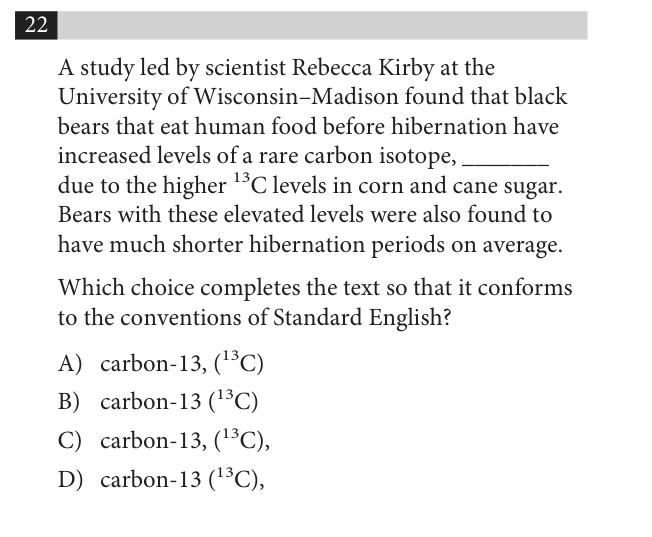 22
A study led by scientist Rebecca Kirby at the
University of Wisconsin–Madison found that black
bears that eat human food before hibernation have
increased levels of a rare carbon isotope, _______
due to the higher ¹³C levels in corn and cane sugar.
Bears with these elevated levels were also found to
have much shorter hibernation periods on average.
Which choice completes the text so that it conforms
to the conventions of Standard English?
A) carbon-13, (¹³C)
B) carbon-13 (¹³C)
C) carbon-13, (¹³C),
D) carbon-13 (¹³C),